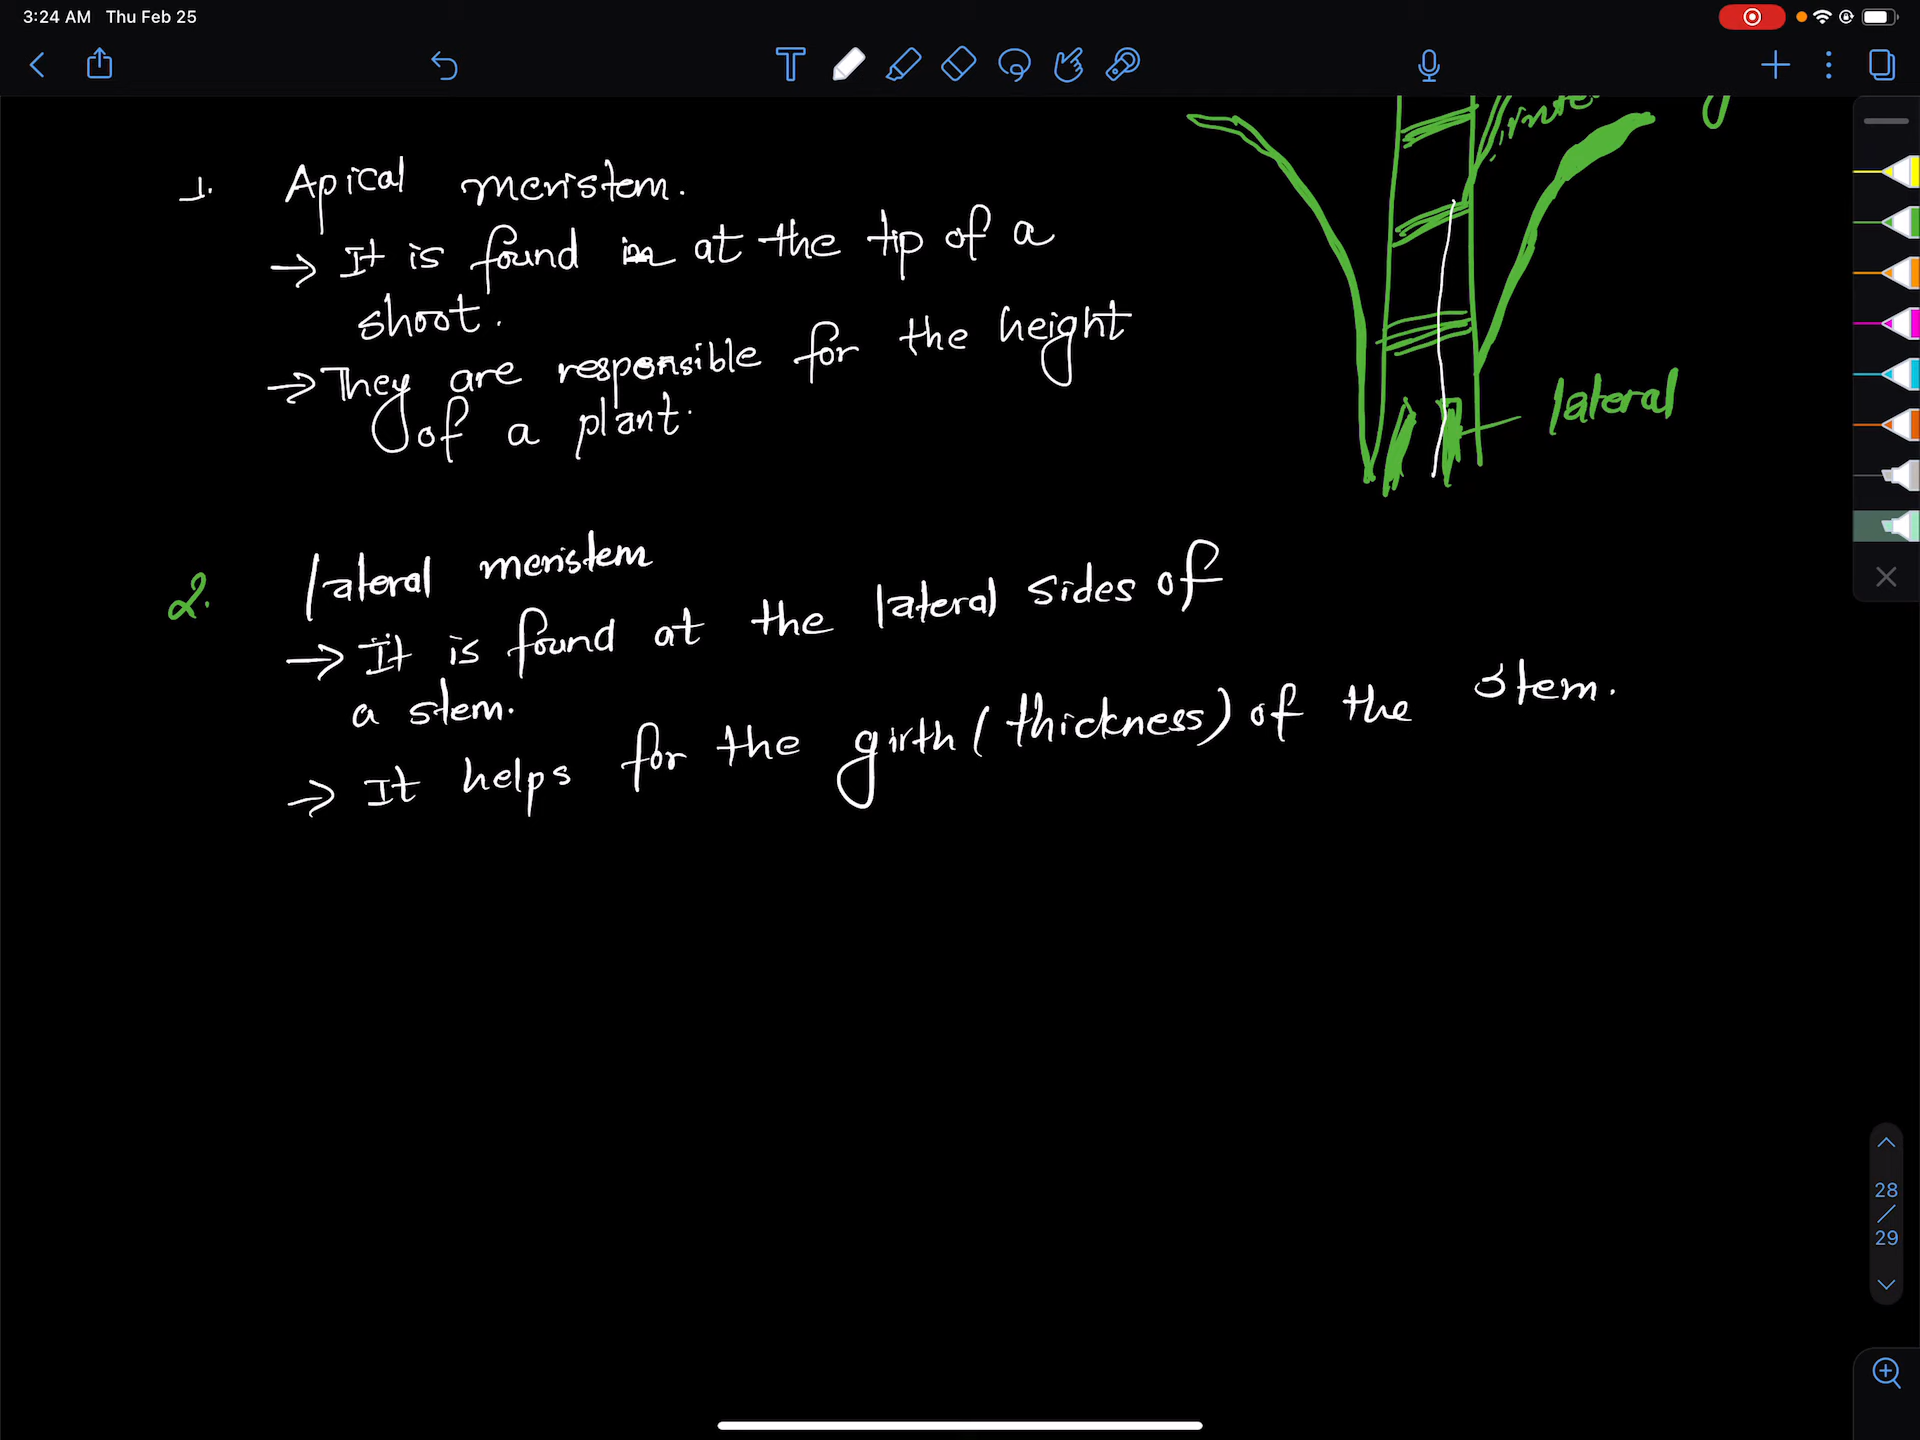 3:24 AM Thu Feb 25
1. Apical meristem.
→ It is found at the tip of a
shoot.
→ They are responsible for the height
of a plant.
lateral
2. lateral meristem
→ It is found at the lateral sides of
a stem.
→ It helps for the girth (thickness) of the stem.
28
/
29